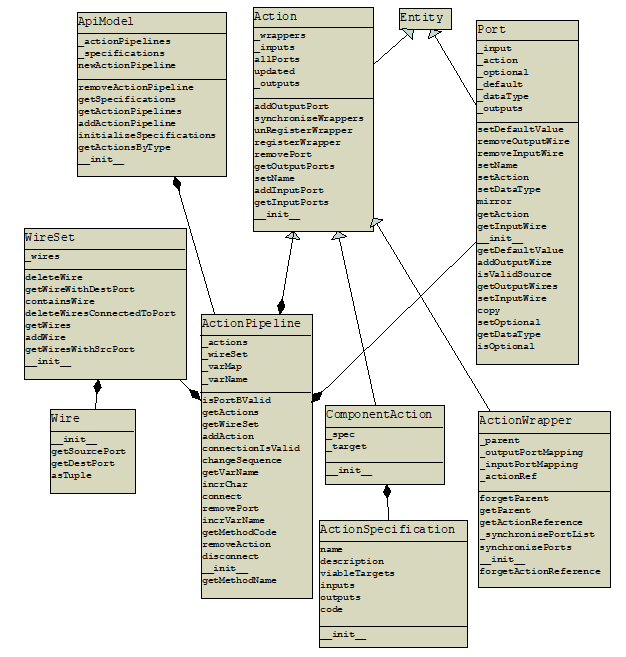 ApiModel
_actionPipelines
_specifications
newActionPipeline
removeActionPipeline
getSpecifications
getActionPipelines
addActionPipeline
initialiseSpecifications
getActionsByType
__init__
Action
_wrappers
_inputs
allPorts
updated
_outputs
addOutputPort
synchroniseWrappers
unRegisterWrapper
registerWrapper
removePort
getOutputPorts
setName
addInputPort
getInputPorts
__init__
Entity
Port
_input
_action
_optional
_default
_dataType
_outputs
setDefaultValue
removeOutputWire
removeInputWire
setName
setAction
setDataType
mirror
getAction
getInputWire
__init__
getDefaultValue
addOutputWire
isValidSource
getOutputWires
setInputWire
copy
setOptional
getDataType
isOptional
WireSet
_wires
deleteWire
getWireWithDestPort
containsWire
deleteWiresConnectedToPort
getWires
addWire
getWiresWithSrcPort
__init__
Wire
__init__
getSourcePort
getDestPort
asTuple
ActionPipeline
_actions
_wireSet
_varMap
_varName
isPortBValid
getActions
getWireSet
addAction
connectionIsValid
changeSequence
getVarName
incrChar
connect
removePort
incrVarName
getMethodCode
removeAction
disconnect
__init__
getMethodName
ComponentAction
_spec
_target
__init__
ActionSpecification
name
description
viableTargets
inputs
outputs
code
__init__
ActionWrapper
_parent
_outputPortMapping
_inputPortMapping
_actionRef
forgetParent
getParent
getActionReference
_synchronizePortList
synchronizePorts
__init__
forgetActionReference